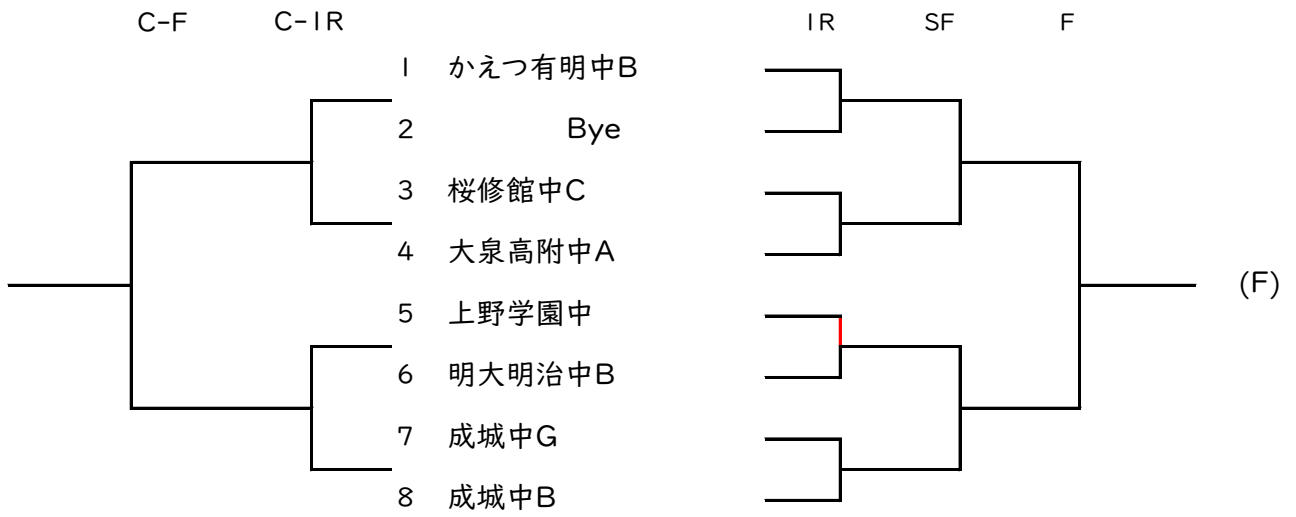 C-F C-1R 1R SF F
1 かえつ有明中B
2 Bye
3 桜修館中C
4 大泉高附中A
(F)
5 上野学園中
6 明大明治中B
7 成城中G
8 成城中B